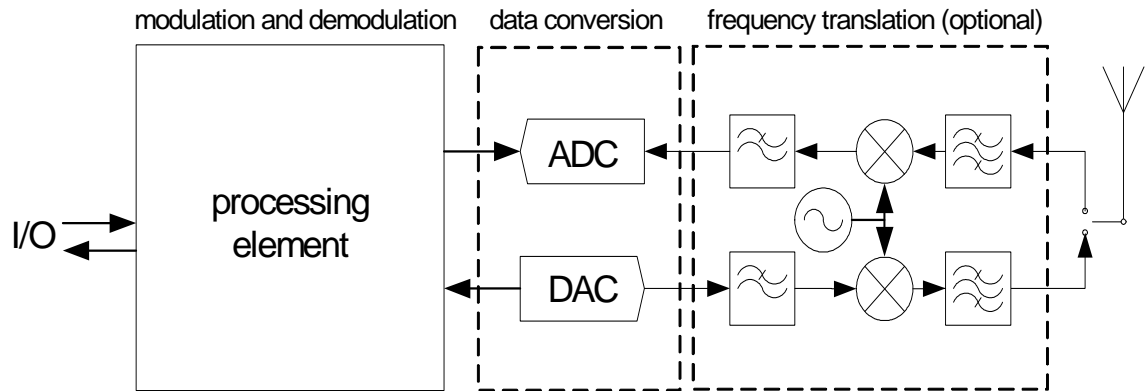 modulation and demodulation
data conversion
frequency translation (optional)
ADC
processing
element
I/O
DAC